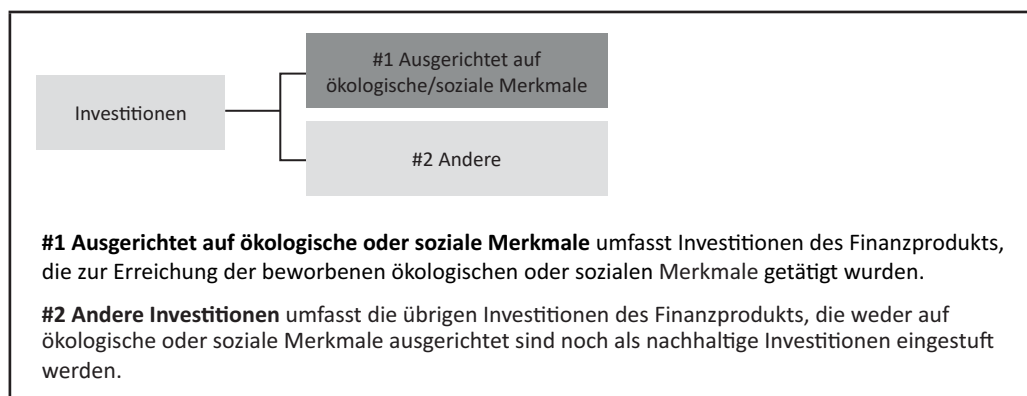 #1 Ausgerichtet auf
ökologische/soziale Merkmale
Investitionen
#2 Andere
#1 Ausgerichtet auf ökologische oder soziale Merkmale umfasst Investitionen des Finanzprodukts,
die zur Erreichung der beworbenen ökologischen oder sozialen Merkmale getätigt wurden.
#2 Andere Investitionen umfasst die übrigen Investitionen des Finanzprodukts, die weder auf
ökologische oder soziale Merkmale ausgerichtet sind noch als nachhaltige Investitionen eingestuft
werden.